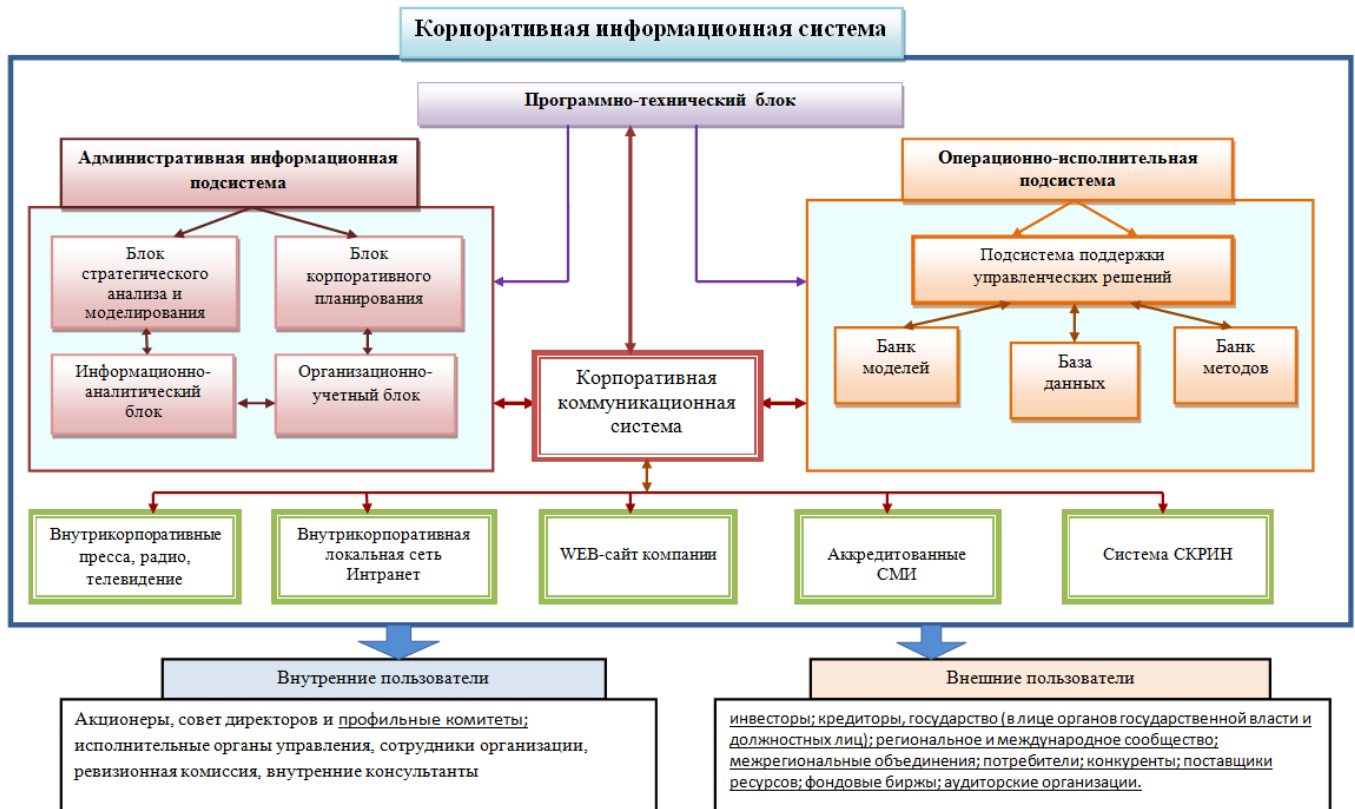 Корпоративная информационная система
Программно-технический блок
Административная информационная
подсистема
Блок
стратегического
анализа и
моделирования
Блок
корпоративного
планирования
Информационно-
аналитический
блок
Организационно-
учетный блок
Корпоративная
коммуникационная
система
Операционно-исполнительная
подсистема
Подсистема поддержки
управленческих решений
Банк
моделей
База
данных
Банк
методов
Внутрикорпоративные
пресса, радио,
телевидение
Внутрикорпоративная
локальная сеть
Интранет
WEB-сайт компании
Аккредитованные
СМИ
Система СКРИН
Внутренние пользователи
Акционеры, совет директоров и профильные комитеты;
исполнительные органы управления, сотрудники организации,
ревизионная комиссия, внутренние консультанты
Внешние пользователи
инвесторы; кредиторы, государство (в лице органов государственной власти и
должностных лиц); региональное и международное сообщество;
межрегиональные объединения; потребители; конкуренты; поставщики
ресурсов; фондовые биржы; аудиторские организации.